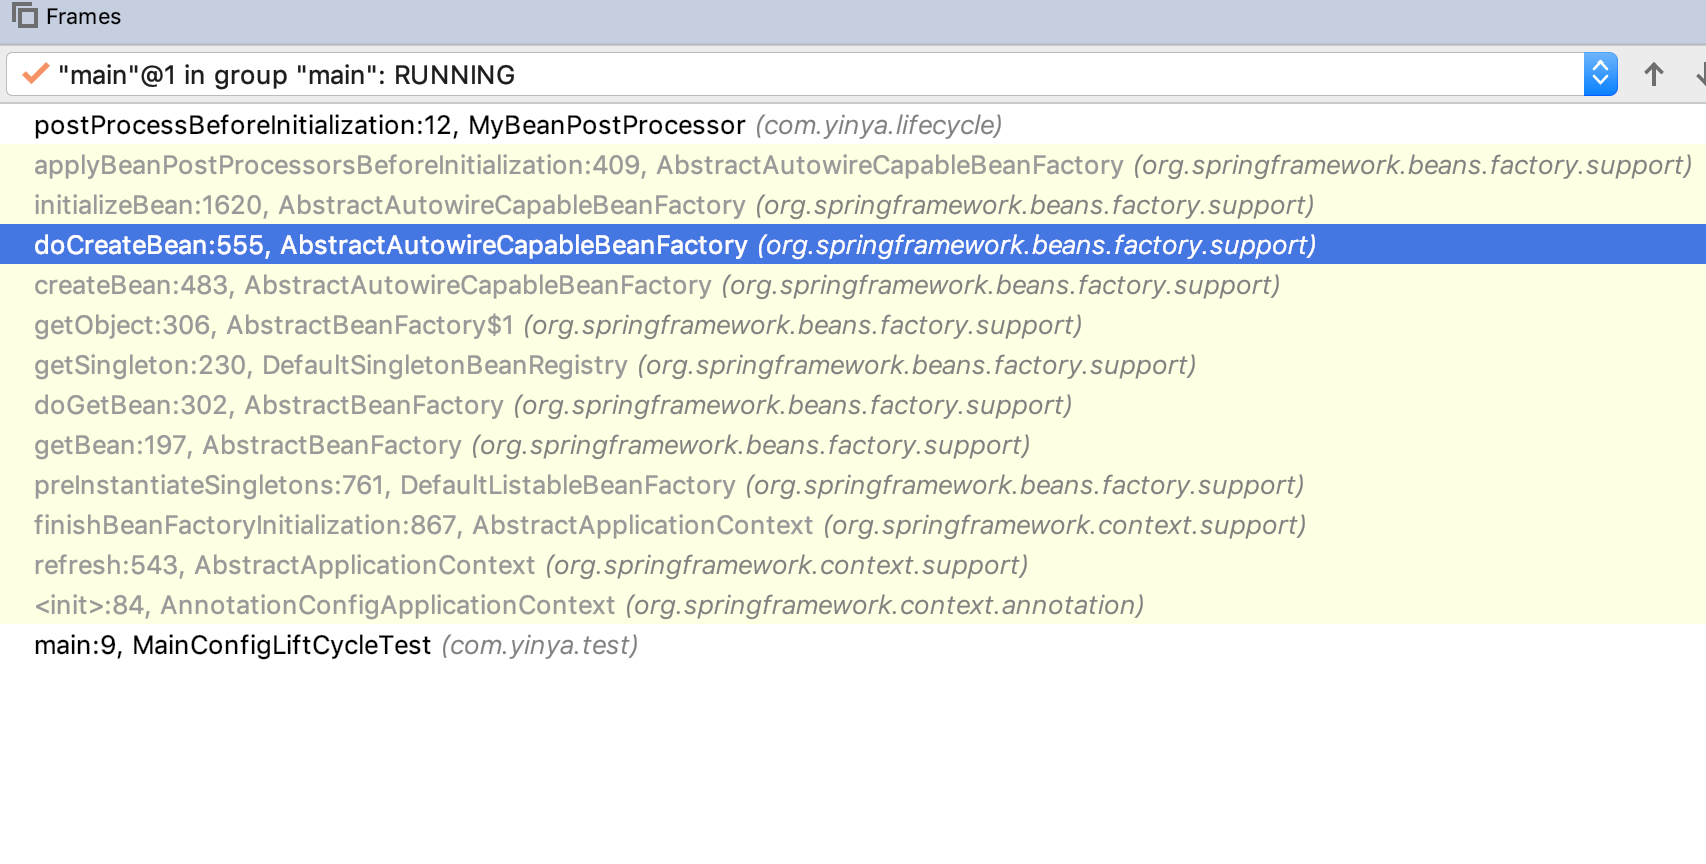 Frames
"main"@1 in group "main": RUNNING
postProcessBeforeInitialization:12, MyBeanPostProcessor (com.yinya.lifecycle)
applyBeanPostProcessorsBeforeInitialization:409, AbstractAutowireCapableBeanFactory (org.springframework.beans.factory.support)
initializeBean:1620, AbstractAutowireCapableBeanFactory (org.springframework.beans.factory.support)
doCreateBean:555, AbstractAutowireCapableBeanFactory (org.springframework.beans.factory.support)
createBean:483, AbstractAutowireCapableBeanFactory (org.springframework.beans.factory.support)
getObject:306, AbstractBeanFactory$1 (org.springframework.beans.factory.support)
getSingleton:230, DefaultSingletonBeanRegistry (org.springframework.beans.factory.support)
doGetBean:302, AbstractBeanFactory (org.springframework.beans.factory.support)
getBean:197, AbstractBeanFactory (org.springframework.beans.factory.support)
preInstantiateSingletons:761, DefaultListableBeanFactory (org.springframework.beans.factory.support)
finishBeanFactoryInitialization:867, AbstractApplicationContext (org.springframework.context.support)
refresh:543, AbstractApplicationContext (org.springframework.context.support)
<init>:84, AnnotationConfigApplicationContext (org.springframework.context.annotation)
main:9, MainConfigLiftCycleTest (com.yinya.test)